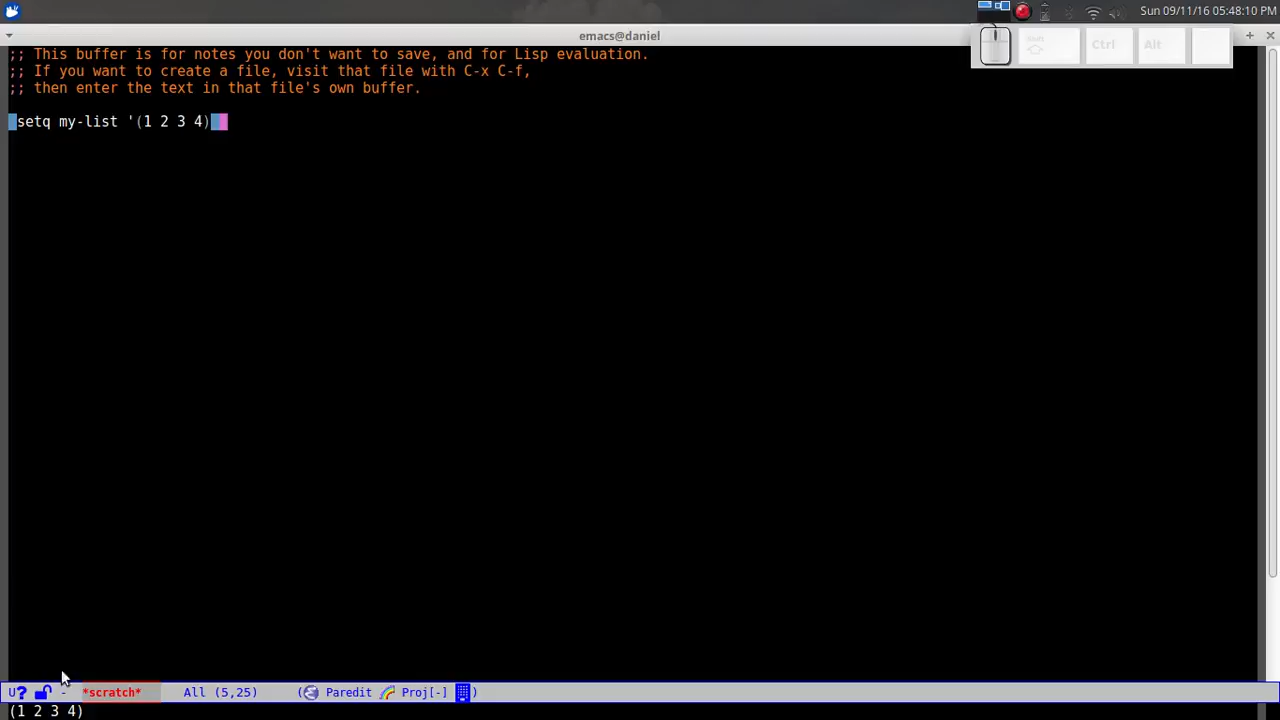 Sun 09/11/16 05:48:10 PM
emacs@daniel
Shift Ctrl Alt
;; This buffer is for notes you don't want to save, and for Lisp evaluation.
;; If you want to create a file, visit that file with C-x C-f,
;; then enter the text in that file's own buffer.
(setq my-list '(1 2 3 4))
U? - *scratch* All (5,25) ( Paredit Proj[-] )
(1 2 3 4)